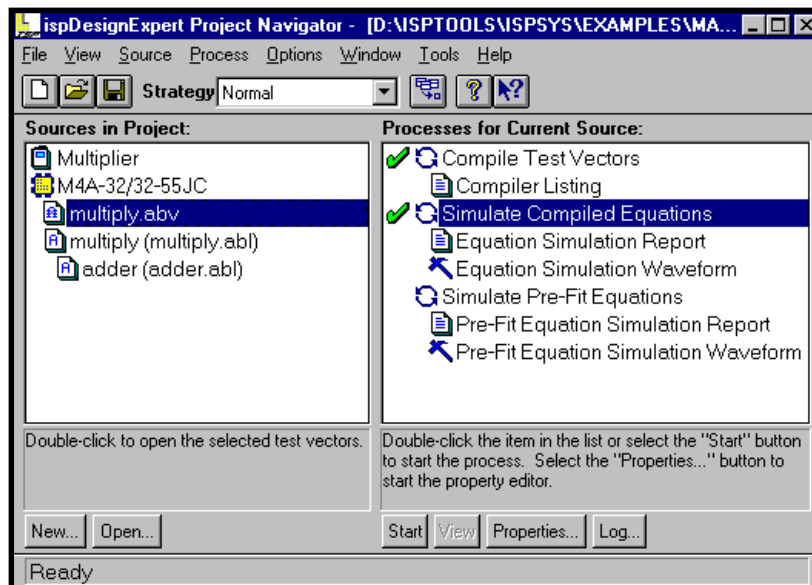 ispDesignExpert Project Navigator - [D:\ISPTOOLS\ISPSYS\EXAMPLES\MA...
File View Source Process Options Window Tools Help
Strategy Normal
Sources in Project:
Multiplier
M4A-32/32-55JC
multiply.abv
multiply (multiply.abl)
adder (adder.abl)
Double-click to open the selected test vectors.
New... Open...
Processes for Current Source:
Compile Test Vectors
Compiler Listing
Simulate Compiled Equations
Equation Simulation Report
Equation Simulation Waveform
Simulate Pre-Fit Equations
Pre-Fit Equation Simulation Report
Pre-Fit Equation Simulation Waveform
Double-click the item in the list or select the "Start" button
to start the process. Select the "Properties..." button to
start the property editor.
Start View Properties... Log...
Ready